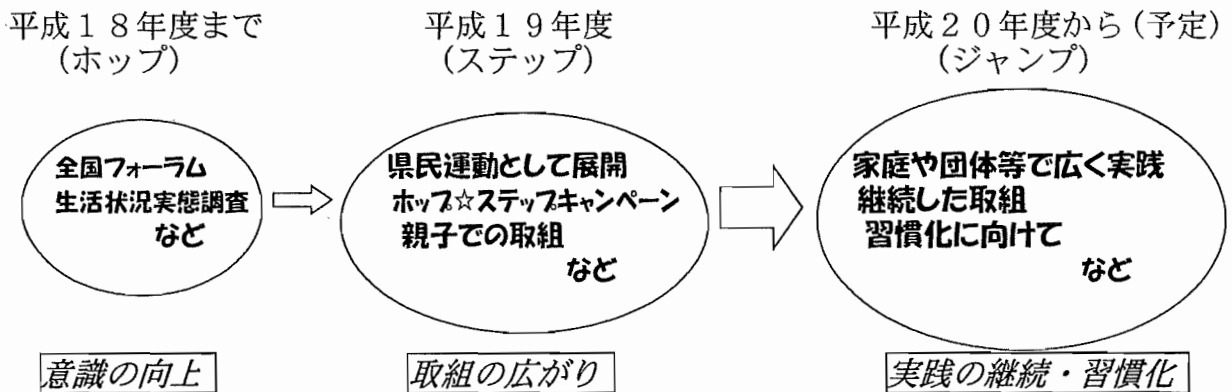 平成18年度まで
(ホップ)
平成19年度
(ステップ)
平成20年度から(予定)
(ジャンプ)
全国フォーラム
生活状況実態調査
など
県民運動として展開
ホップ☆ステップキャンペーン
親子での取組
など
家庭や団体等で広く実践
継続した取組
習慣化に向けて
など
意識の向上
取組の広がり
実践の継続・習慣化